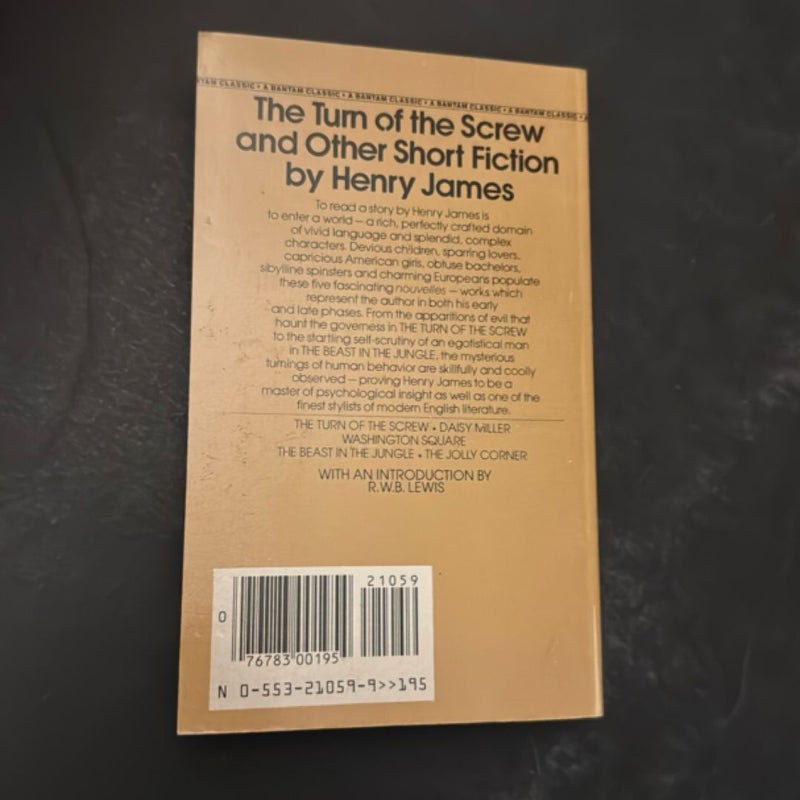 TAM CLASSIC • A BANTAM CLASSIC • A BANTAM CLASSIC • A BANTAM CLASSIC • A BANTAM CLASSIC • A
The Turn of the Screw
and Other Short Fiction
by Henry James
To read a story by Henry James is
to enter a world — a rich, perfectly crafted domain
of vivid language and splendid, complex
characters. Devious children, sparring lovers,
capricious American girls, obtuse bachelors,
sibylline spinsters and charming Europeans populate
these five fascinating nouvelles — works which
represent the author in both his early
and late phases. From the apparitions of evil that
haunt the governess in THE TURN OF THE SCREW
to the startling self-scrutiny of an egotistical man
in THE BEAST IN THE JUNGLE, the mysterious
turnings of human behavior are skillfully and coolly
observed — proving Henry James to be a
master of psychological insight as well as one of the
finest stylists of modern English literature.
THE TURN OF THE SCREW • DAISY MILLER
WASHINGTON SQUARE
THE BEAST IN THE JUNGLE • THE JOLLY CORNER
WITH AN INTRODUCTION BY
R.W.B. LEWIS
21059
0
76783 00195
N 0-553-21059-9>>195